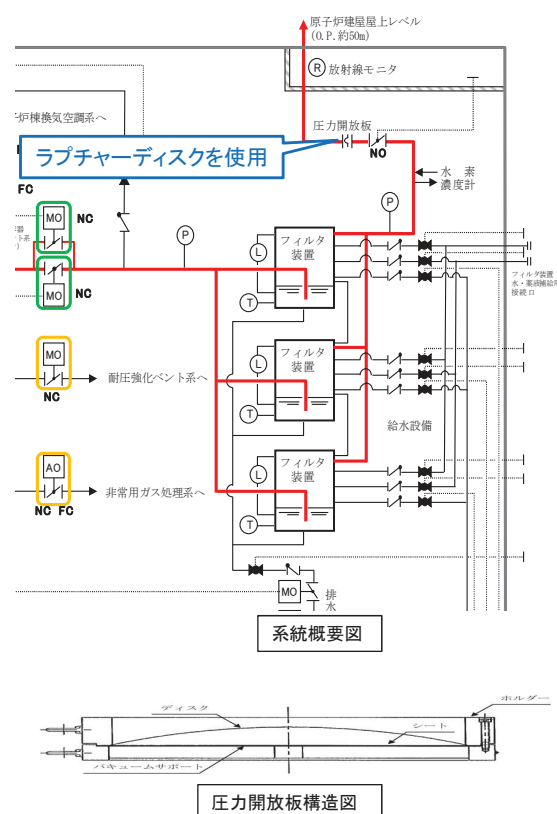 原子炉建屋屋上レベル
(O.P. 約50m)
R 放射線モニタ
子炉棟換気空調系へ
圧力開放板
ラプチャーディスクを使用
NO
FC
水 素
濃度計
MO NC
P
P
フィルタ
装置
L
T
MO NC
フィルタ装置
水・薬液補給用
接続口
MO
NC
耐圧強化ベント系へ
フィルタ
装置
L
T
給水設備
AO
NC FC
非常用ガス処理系へ
フィルタ
装置
L
T
MO
排
水
系統概要図
ディスク
ホルダー
シート
バキュームサポート
圧力開放板構造図